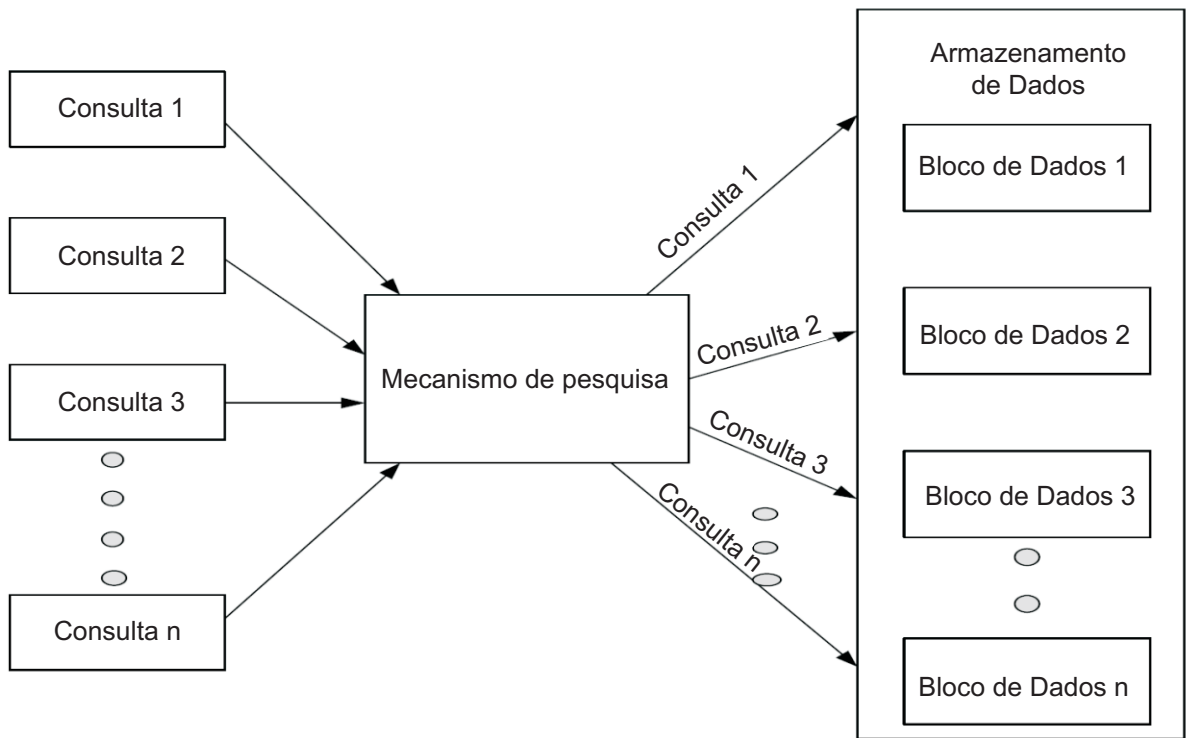 Consulta 1
Consulta 2
Consulta 3
Consulta n
Mecanismo de pesquisa
Consulta 1
Consulta 2
Consulta 3
Consulta n
Armazenamento
de Dados
Bloco de Dados 1
Bloco de Dados 2
Bloco de Dados 3
Bloco de Dados n